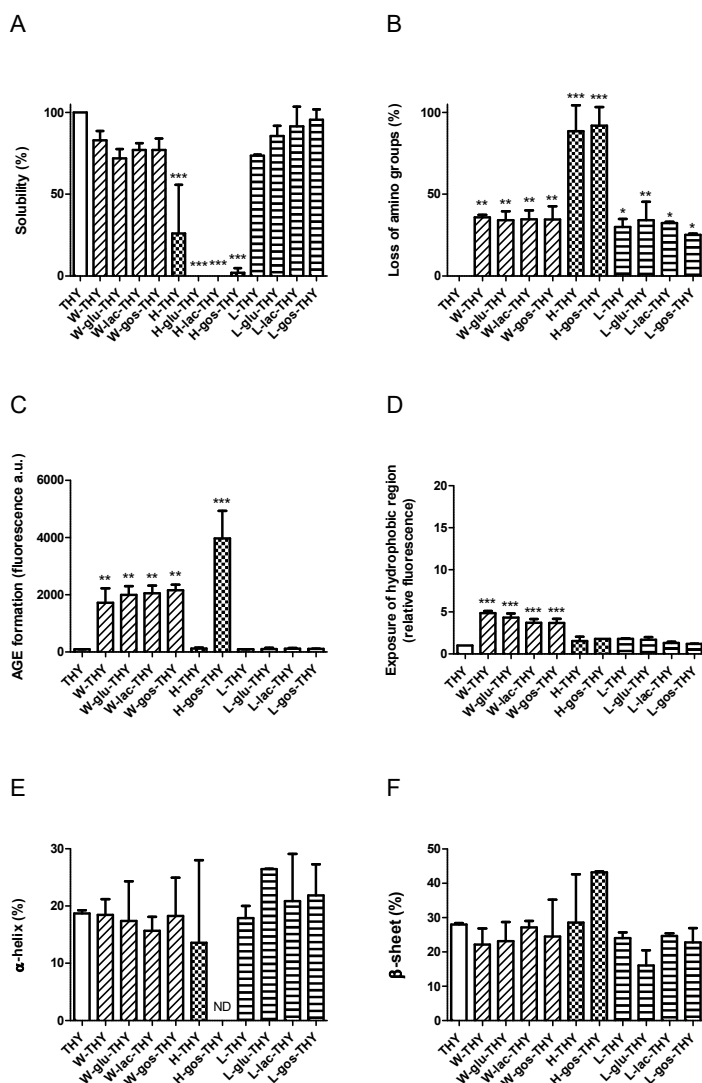 A
Solubility (%)
100
50
0
*** *** *** ***
THY
W-THY
W-glu-THY
W-lac-THY
W-gos-THY
H-THY
H-glu-THY
H-lac-THY
H-gos-THY
L-THY
L-glu-THY
L-lac-THY
L-gos-THY
B
Loss of amino groups (%)
100
50
0
** ** ** ** *** *** * ** * *
THY
W-THY
W-glu-THY
W-lac-THY
W-gos-THY
H-THY
H-gos-THY
L-THY
L-glu-THY
L-lac-THY
L-gos-THY
C
AGE formation (fluorescence a.u.)
6000
4000
2000
0
** ** ** ** ***
THY
W-THY
W-glu-THY
W-lac-THY
W-gos-THY
H-THY
H-gos-THY
L-THY
L-glu-THY
L-lac-THY
L-gos-THY
D
Exposure of hydrophobic region
(relative fluorescence)
20
15
10
5
0
*** *** *** ***
THY
W-THY
W-glu-THY
W-lac-THY
W-gos-THY
H-THY
H-gos-THY
L-THY
L-glu-THY
L-lac-THY
L-gos-THY
E
α-helix (%)
30
20
10
0
ND
THY
W-THY
W-glu-THY
W-lac-THY
W-gos-THY
H-THY
H-gos-THY
L-THY
L-glu-THY
L-lac-THY
L-gos-THY
F
β-sheet (%)
50
40
30
20
10
0
THY
W-THY
W-glu-THY
W-lac-THY
W-gos-THY
H-THY
H-gos-THY
L-THY
L-glu-THY
L-lac-THY
L-gos-THY